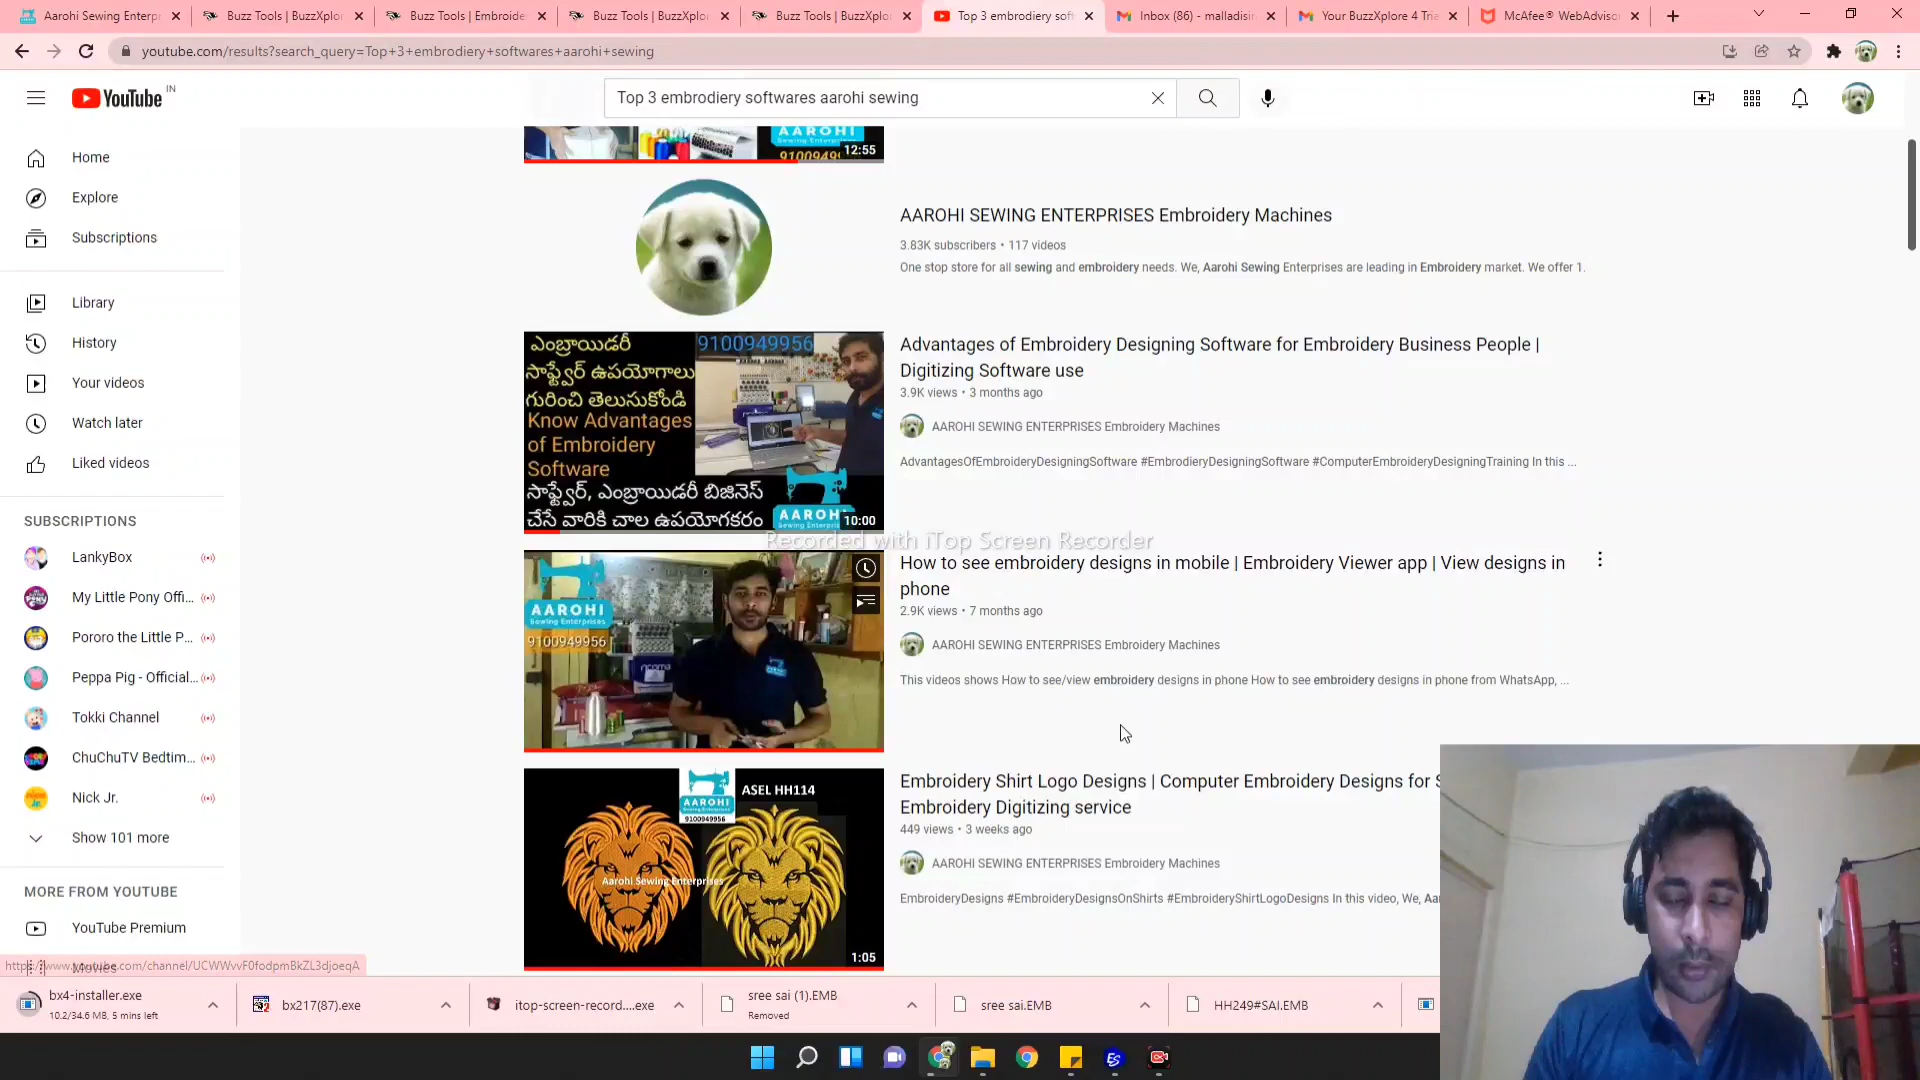 Aarohi Sewing Enterpr
Buzz Tools | BuzzXplo
Buzz Tools | Embroide
Buzz Tools | BuzzXplo
Buzz Tools | BuzzXplo
Top 3 embrodiery soft
Inbox (86) - malladisi
Your BuzzXplore 4 Tria
McAfee® WebAdviso
youtube.com/results?search_query=Top+3+embrodiery+softwares+aarohi+sewing
YouTube IN
Top 3 embrodiery softwares aarohi sewing
Home
Explore
Subscriptions
Library
History
Your videos
Watch later
Liked videos
SUBSCRIPTIONS
LankyBox
My Little Pony Offi...
Pororo the Little P...
Peppa Pig - Official...
Tokki Channel
ChuChuTV Bedtim...
Nick Jr.
Show 101 more
MORE FROM YOUTUBE
YouTube Premium
Movies
https://www.youtube.com/channel/UCWWvvF0fodpmBkZL3djoeqA
AAROHI
12:55
AAROHI SEWING ENTERPRISES Embroidery Machines
3.83K subscribers • 117 videos
One stop store for all sewing and embroidery needs. We, Aarohi Sewing Enterprises are leading in Embroidery market. We offer 1.
ఎంబ్రాయిడరీ
సాఫ్ట్వేర్ ఉపయోగాలు
గురించి తెలుసుకోండి
9100949956
Know Advantages
of Embroidery
Software
సాఫ్ట్వేర్, ఎంబ్రాయిడరీ బిజినెస్
చేసే వారికి చాల ఉపయోగకరం
AAROHI
Sewing Enterprises
10:00
Advantages of Embroidery Designing Software for Embroidery Business People |
Digitizing Software use
3.9K views • 3 months ago
AAROHI SEWING ENTERPRISES Embroidery Machines
AdvantagesOfEmbroideryDesigningSoftware #EmbrodieryDesigningSoftware #ComputerEmbroideryDesigningTraining In this ...
Recorded with iTop Screen Recorder
AAROHI
Sewing Enterprises
9100949956
ricoma
How to see embroidery designs in mobile | Embroidery Viewer app | View designs in
phone
2.9K views • 7 months ago
AAROHI SEWING ENTERPRISES Embroidery Machines
This videos shows How to see/view embroidery designs in phone How to see embroidery designs in phone from WhatsApp, ...
AAROHI
9100949956
ASEL HH114
Aarohi Sewing Enterprises
1:05
Embroidery Shirt Logo Designs | Computer Embroidery Designs for S
Embroidery Digitizing service
449 views • 3 weeks ago
AAROHI SEWING ENTERPRISES Embroidery Machines
EmbroideryDesigns #EmbroideryDesignsOnShirts #EmbroideryShirtLogoDesigns In this video, We, Aar
bx4-installer.exe
10.2/34.6 MB, 5 mins left
bx217(87).exe
itop-screen-record....exe
sree sai (1).EMB
Removed
sree sai.EMB
HH249#SAI.EMB